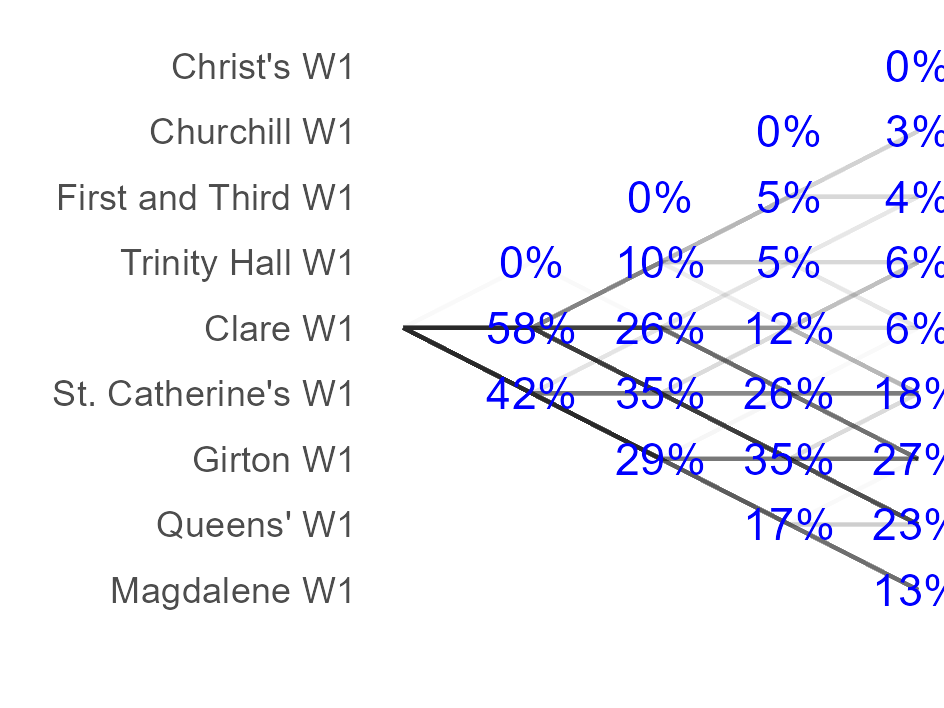 Christ's W1 0%
Churchill W1 0% 3%
First and Third W1 0% 5% 4%
Trinity Hall W1 0% 10% 5% 6%
Clare W1 58% 26% 12% 6%
St. Catherine's W1 42% 35% 26% 18%
Girton W1 29% 35% 27%
Queens' W1 17% 23%
Magdalene W1 13%